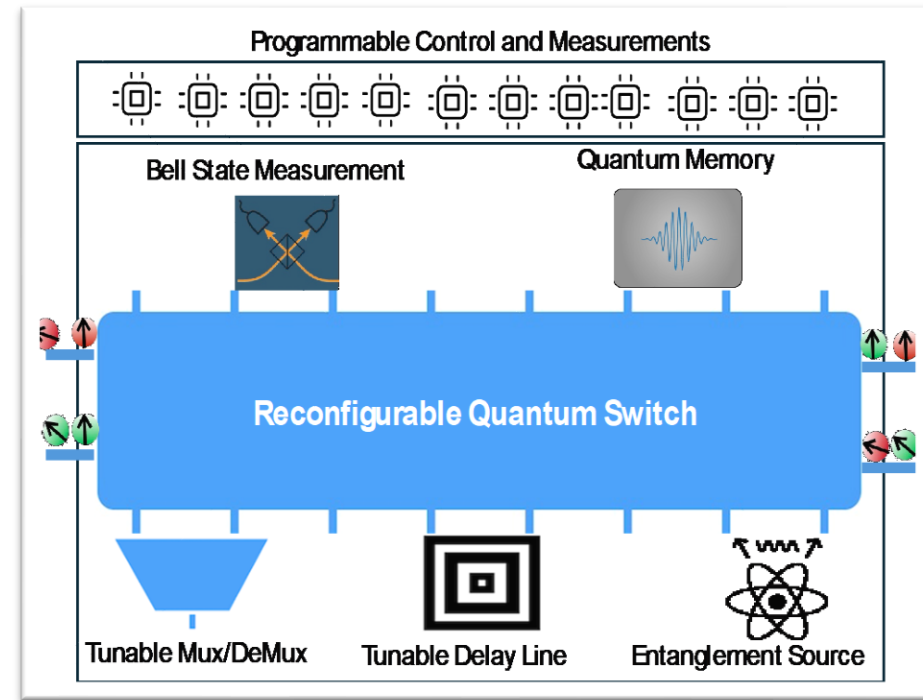 Programmable Control and Measurements
Bell State Measurement
Quantum Memory
Reconfigurable Quantum Switch
Tunable Mux/DeMux
Tunable Delay Line
Entanglement Source